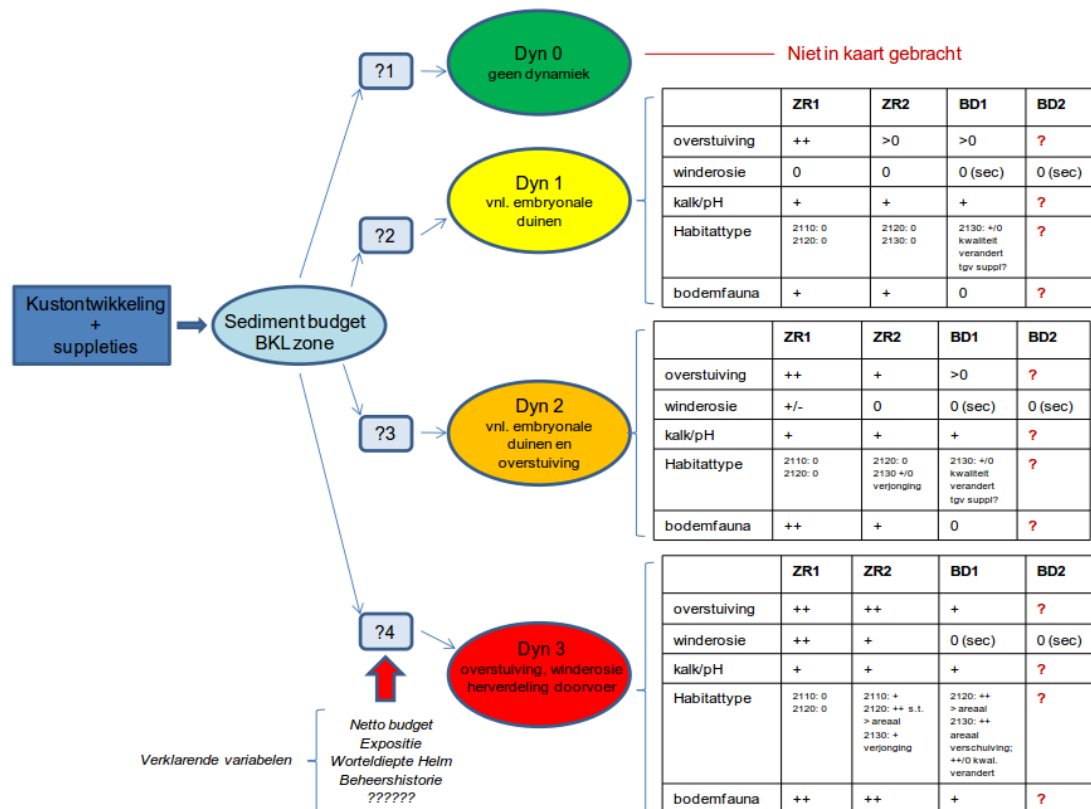 Kustontwikkeling
+
suppleties
Sediment budget
BKL zone
?1
?2
?3
?4
Dyn 0
geen dynamiek
Niet in kaart gebracht
Dyn 1
vnl. embryonale
duinen
ZR1 ZR2 BD1 BD2
overstuiving ++ >0 >0 ?
winderosie 0 0 0 (sec) 0 (sec)
kalk/pH + + + ?
Habitattype 2110: 0 2120: 0 2130: +/0 ?
2120: 0 2130: 0 kwaliteit
verandert
tgv suppl?
bodemfauna + + 0 ?
Dyn 2
vnl. embryonale
duinen en
overstuiving
ZR1 ZR2 BD1 BD2
overstuiving ++ + >0 ?
winderosie +/- 0 0 (sec) 0 (sec)
kalk/pH + + + ?
Habitattype 2110: 0 2120: 0 2130: +/0 ?
2120: 0 2130 +/0 kwaliteit
verjonging verandert
tgv suppl?
bodemfauna ++ + 0 ?
Dyn 3
overstuiving, winderosie
herverdeling doorvoer
ZR1 ZR2 BD1 BD2
overstuiving ++ ++ + ?
winderosie ++ + 0 (sec) 0 (sec)
kalk/pH + + + ?
Habitattype 2110: 0 2110: + 2120: ++ ?
2120: 0 2120: ++ s.t. > areaal
> areaal 2130: ++
2130: + areaal
verjonging verschuiving;
++/0 kwal.
verandert
bodemfauna ++ ++ + ?
Verklarende variabelen
Netto budget
Expositie
Worteldiepte Helm
Beheershistorie
??????